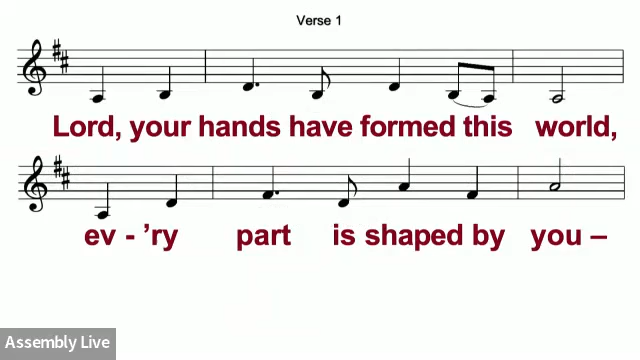 Verse 1
Lord, your hands have formed this world,
ev - ’ry part is shaped by you –
Assembly Live